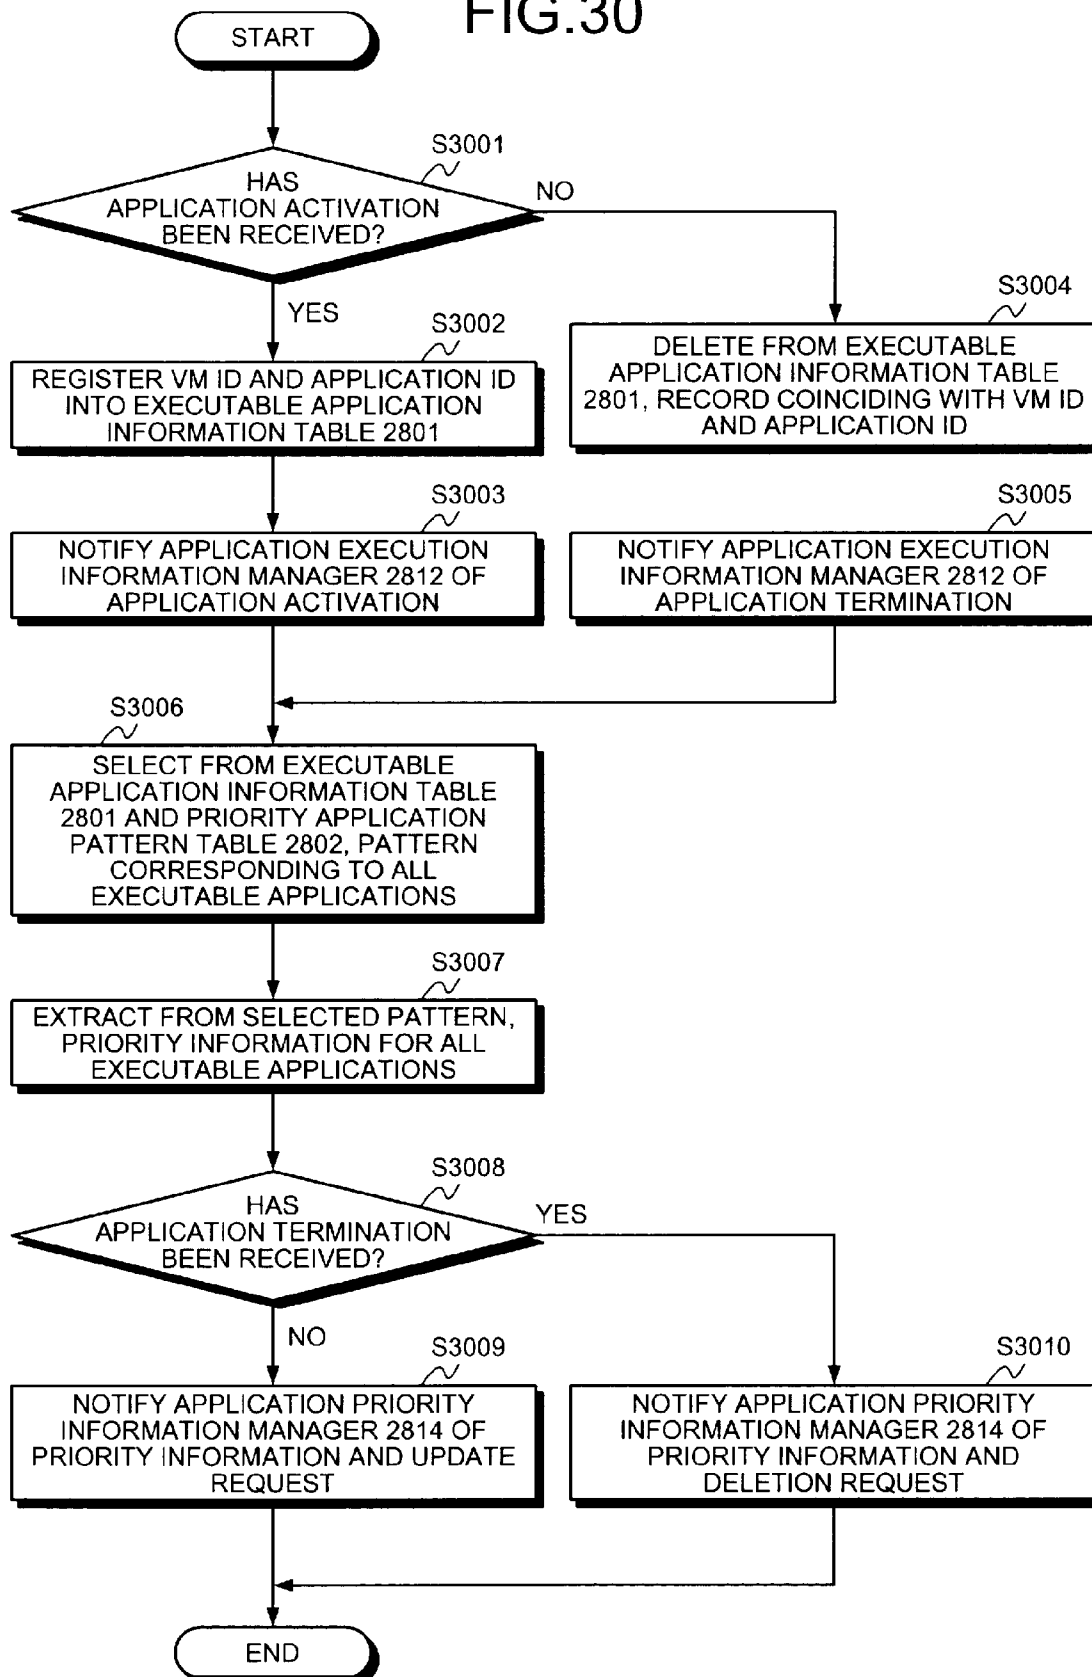 FIG.30
START
S3001
HAS
APPLICATION ACTIVATION
BEEN RECEIVED?
NO
YES
S3002
REGISTER VM ID AND APPLICATION ID
INTO EXECUTABLE APPLICATION
INFORMATION TABLE 2801
S3004
DELETE FROM EXECUTABLE
APPLICATION INFORMATION TABLE
2801, RECORD COINCIDING WITH VM ID
AND APPLICATION ID
S3003
NOTIFY APPLICATION EXECUTION
INFORMATION MANAGER 2812 OF
APPLICATION ACTIVATION
S3005
NOTIFY APPLICATION EXECUTION
INFORMATION MANAGER 2812 OF
APPLICATION TERMINATION
S3006
SELECT FROM EXECUTABLE
APPLICATION INFORMATION TABLE
2801 AND PRIORITY APPLICATION
PATTERN TABLE 2802, PATTERN
CORRESPONDING TO ALL
EXECUTABLE APPLICATIONS
S3007
EXTRACT FROM SELECTED PATTERN,
PRIORITY INFORMATION FOR ALL
EXECUTABLE APPLICATIONS
S3008
HAS
APPLICATION TERMINATION
BEEN RECEIVED?
YES
NO
S3009
NOTIFY APPLICATION PRIORITY
INFORMATION MANAGER 2814 OF
PRIORITY INFORMATION AND UPDATE
REQUEST
S3010
NOTIFY APPLICATION PRIORITY
INFORMATION MANAGER 2814 OF
PRIORITY INFORMATION AND
DELETION REQUEST
END